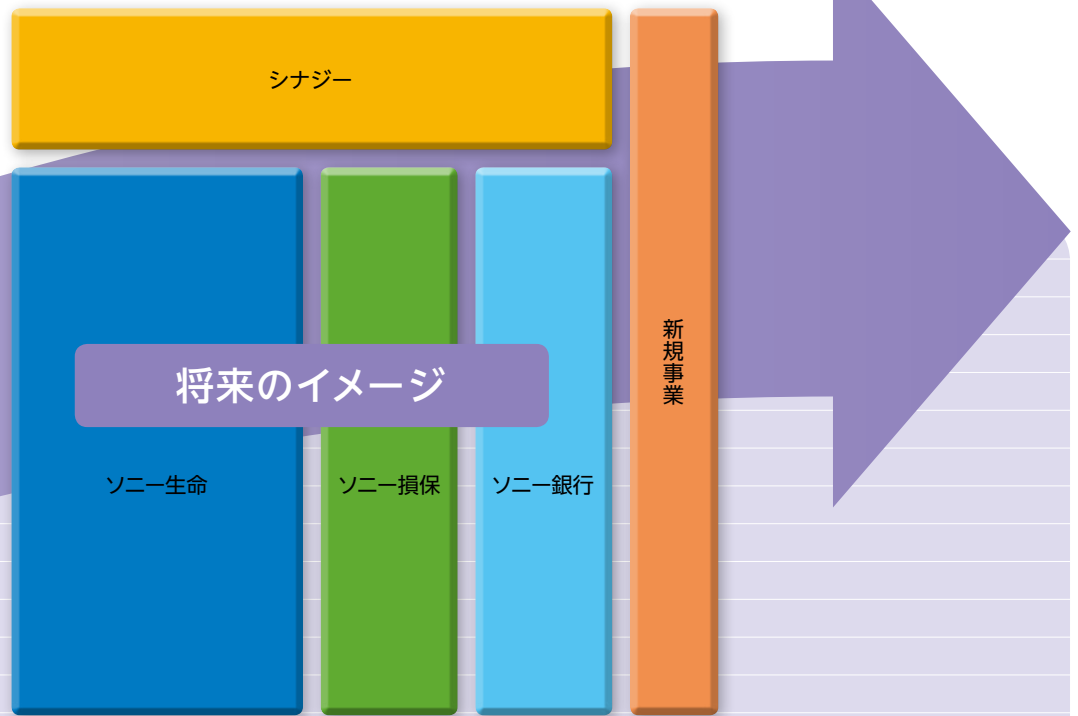 シナジー
新規事業
将来のイメージ
ソニー生命
ソニー損保
ソニー銀行